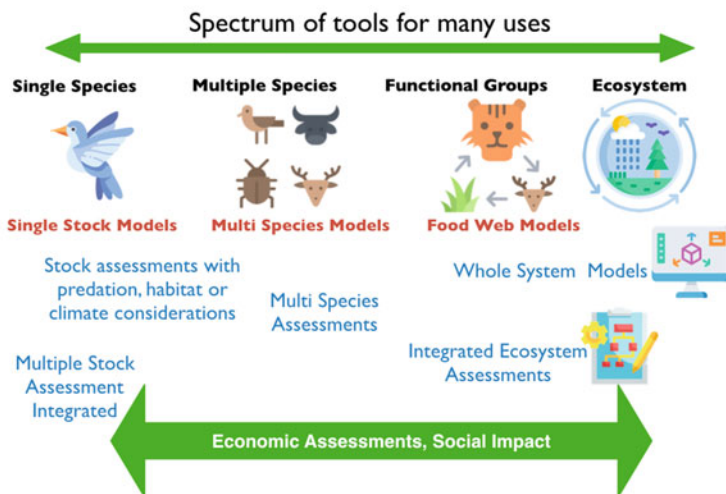 Spectrum of tools for many uses
Single Species
Multiple Species
Functional Groups
Ecosystem
Single Stock Models
Multi Species Models
Food Web Models
Stock assessments with
predation, habitat or
climate considerations
Multi Species
Assessments
Whole System Models
Multiple Stock
Assessment
Integrated
Integrated Ecosystem
Assessments
Economic Assessments, Social Impact